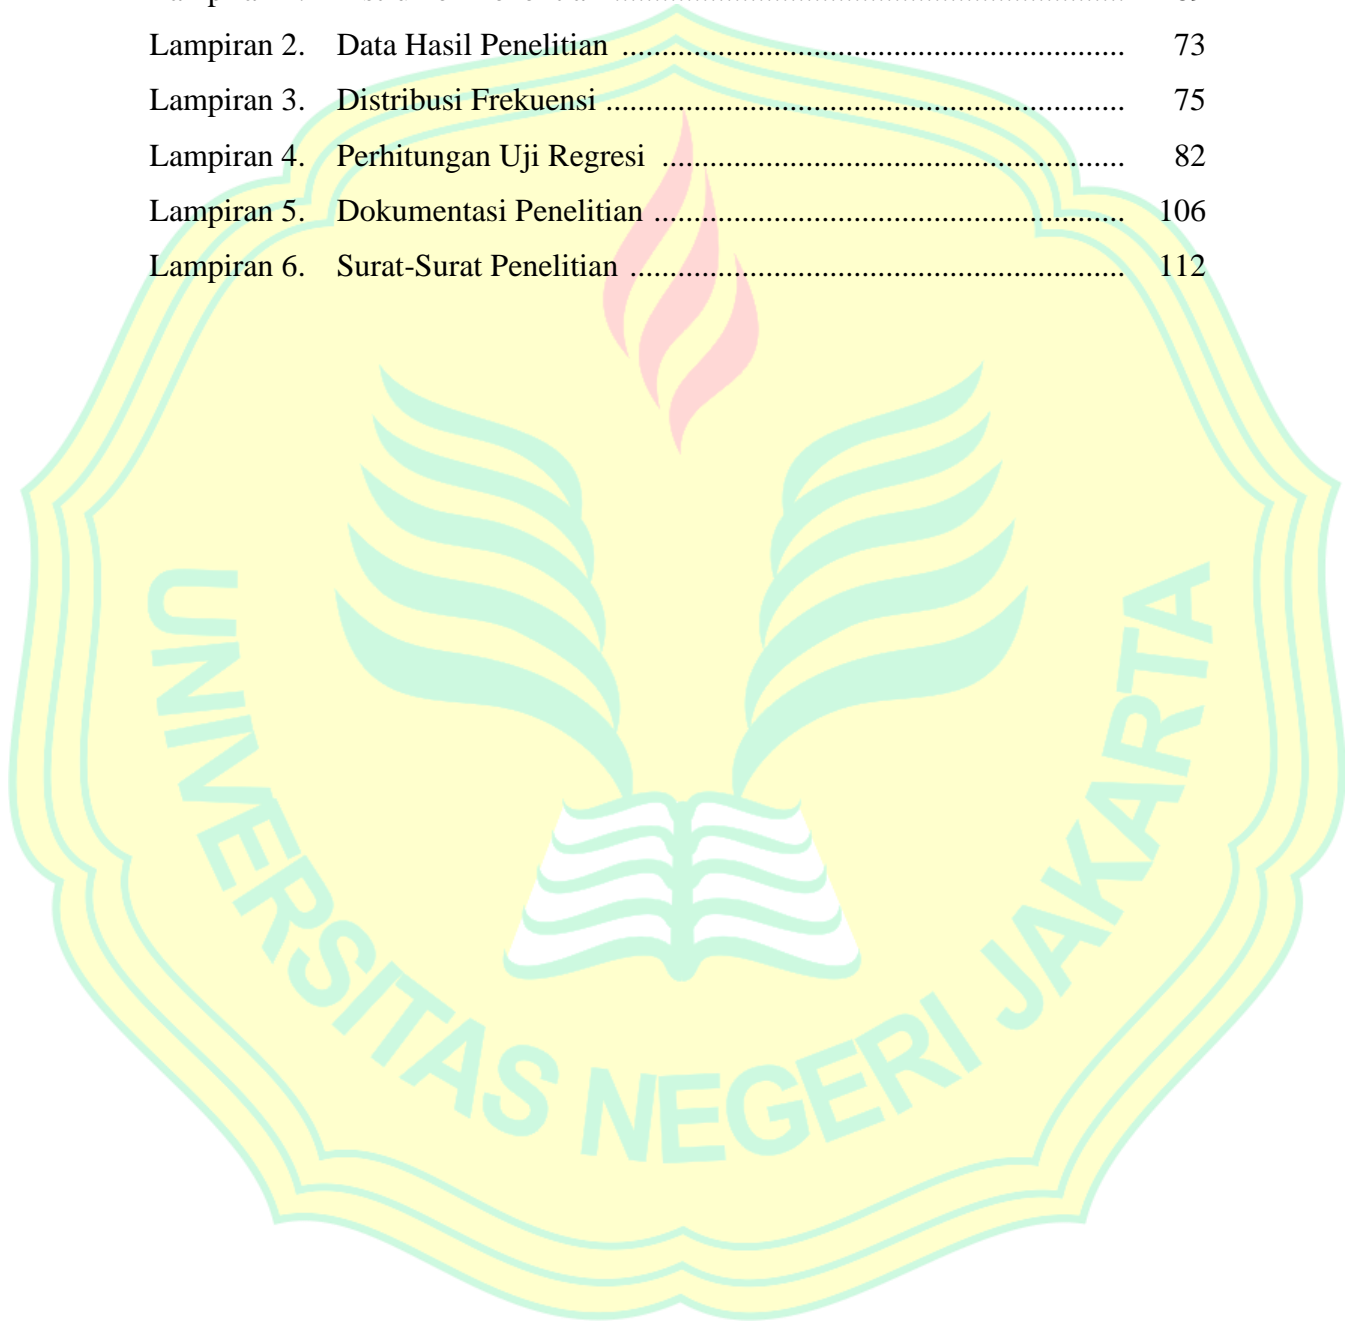 Lampiran 2. Data Hasil Penelitian ................................................................ 73
Lampiran 3. Distribusi Frekuensi ................................................................. 75
Lampiran 4. Perhitungan Uji Regresi .......................................................... 82
Lampiran 5. Dokumentasi Penelitian ........................................................... 106
Lampiran 6. Surat-Surat Penelitian .............................................................. 112
UNIVERSITAS NEGERI JAKARTA